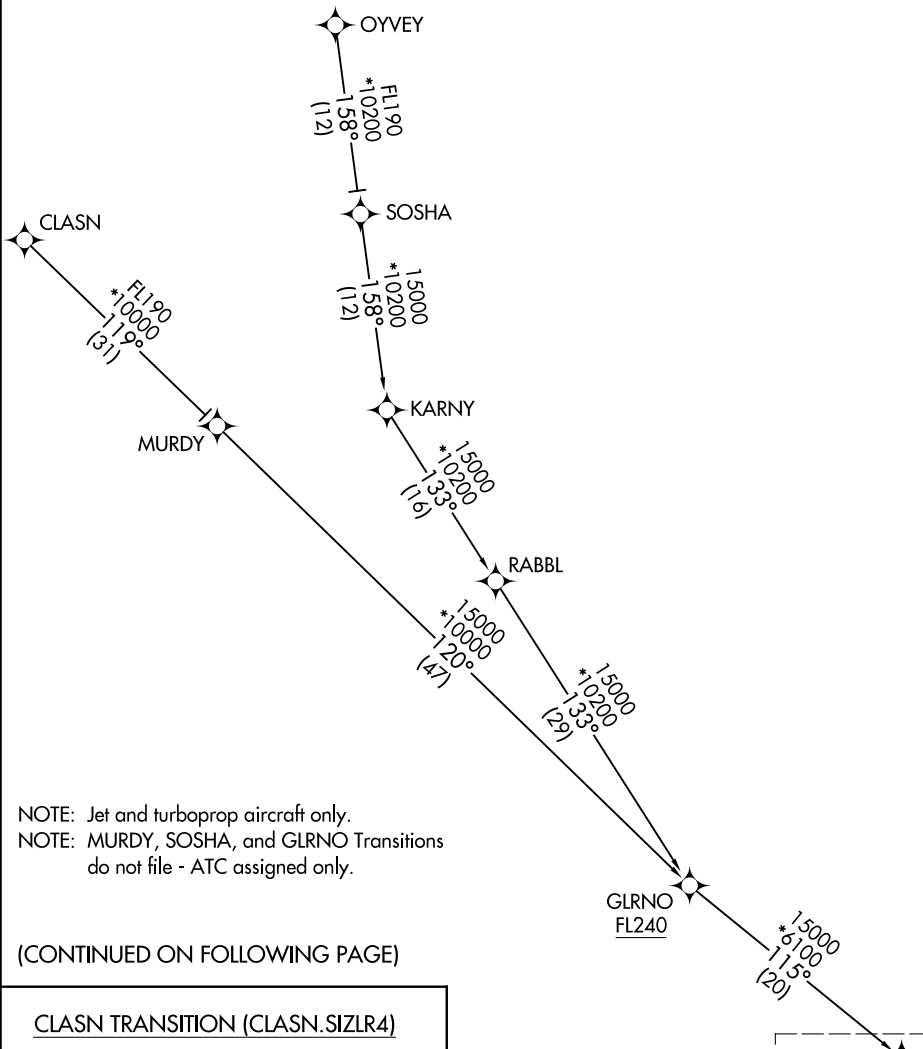 OYVEY
FL190
*10200
158°
(12)
SOSHA
CLASN
FL190
*10000
119°
(31)
15000
*10200
158°
(12)
KARNY
MURDY
15000
*10200
133°
(16)
RABBL
15000
*10000
120°
(47)
15000
*10200
133°
(29)
NOTE: Jet and turboprop aircraft only.
NOTE: MURDY, SOSHA, and GLRNO Transitions
do not file - ATC assigned only.
GLRNO
FL240
15000
*6100
115°
(20)
(CONTINUED ON FOLLOWING PAGE)
CLASN TRANSITION (CLASN.SIZLR4)